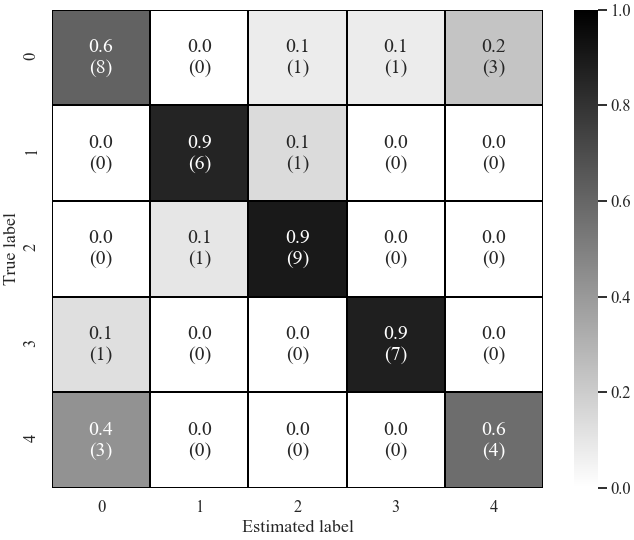 0.6 0.0 0.1 0.1 0.2 1.0
0 (8) (0) (1) (1) (3)
0.8
0.0 0.9 0.1 0.0 0.0
1 (0) (6) (1) (0) (0)
0.6
0.0 0.1 0.9 0.0 0.0
2 (0) (1) (9) (0) (0)
True label
0.4
0.1 0.0 0.0 0.9 0.0
3 (1) (0) (0) (7) (0)
0.2
0.4 0.0 0.0 0.0 0.6
4 (3) (0) (0) (0) (4)
0.0
0 1 2 3 4
Estimated label